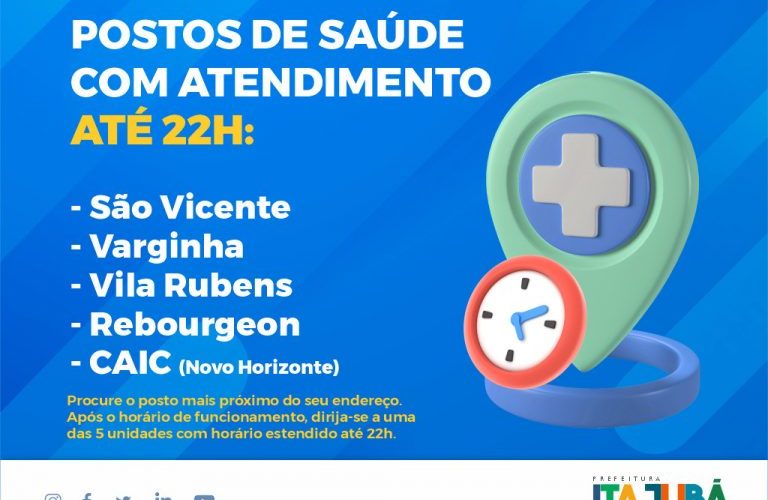 POSTOS DE SAÚDE
COM ATENDIMENTO
ATÉ 22H:
- São Vicente
- Varginha
- Vila Rubens
- Rebourgeon
- CAIC (Novo Horizonte)
Procure o posto mais próximo do seu endereço.
Após o horário de funcionamento, dirija-se a uma
das 5 unidades com horário estendido até 22h.
PREFEITURA
ITAJUBÁ